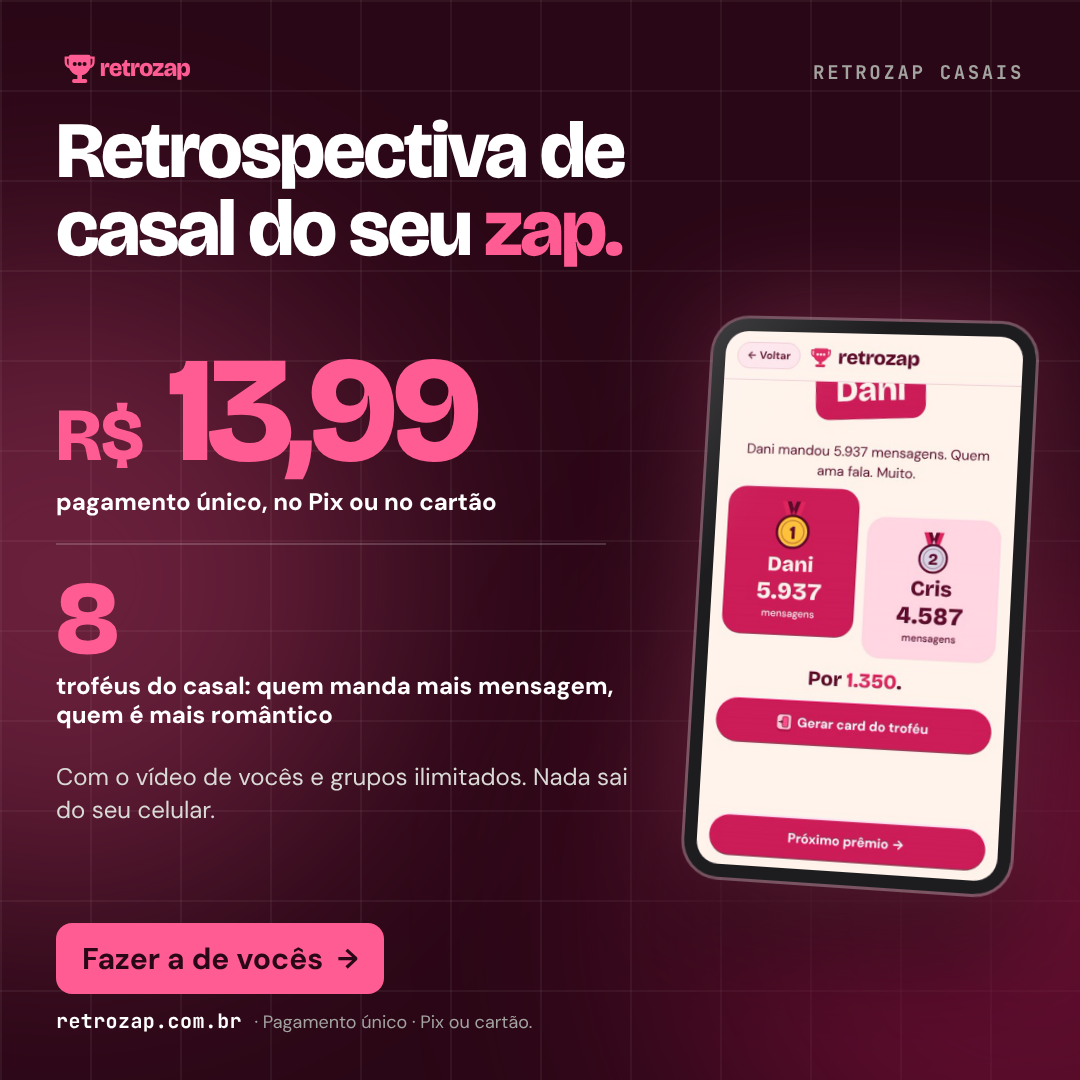 retrozap
RETROZAP CASAIS
Retrospectiva de
casal do seu zap.
R$ 13,99
pagamento único, no Pix ou no cartão
8
troféus do casal: quem manda mais mensagem,
quem é mais romântico
Com o vídeo de vocês e grupos ilimitados. Nada sai
do seu celular.
Fazer a de vocês →
retrozap.com.br · Pagamento único · Pix ou cartão.
← Voltar
retrozap
Dani
Dani mandou 5.937 mensagens. Quem
ama fala. Muito.
1
Dani
5.937
mensagens
2
Cris
4.587
mensagens
Por 1.350.
Gerar card do troféu
Próximo prêmio →